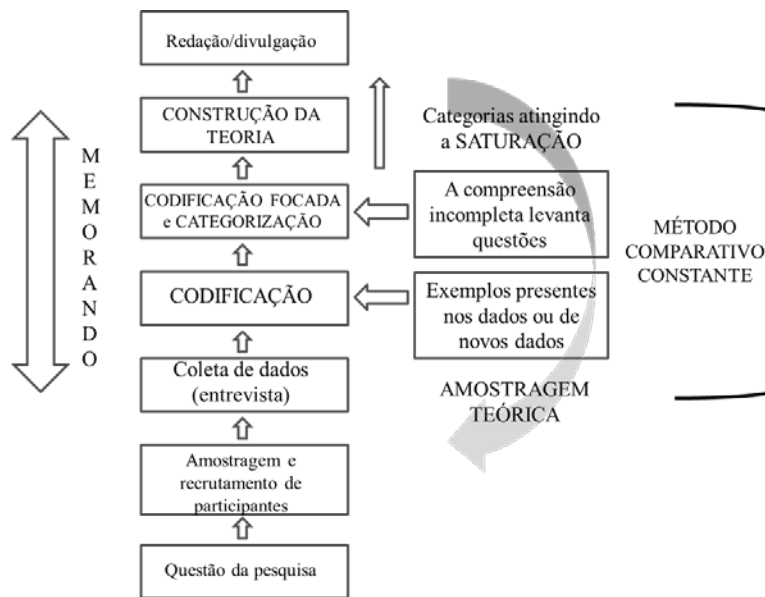 Redação/divulgação
CONSTRUÇÃO DA
TEORIA
Categorias atingindo
a SATURAÇÃO
MEMORANDO
CODIFICAÇÃO FOCADA
e CATEGORIZAÇÃO
A compreensão
incompleta levanta
questões
MÉTODO
COMPARATIVO
CONSTANTE
CODIFICAÇÃO
Exemplos presentes
nos dados ou de
novos dados
Coleta de dados
(entrevista)
AMOSTRAGEM
TEÓRICA
Amostragem e
recrutamento de
participantes
Questão da pesquisa